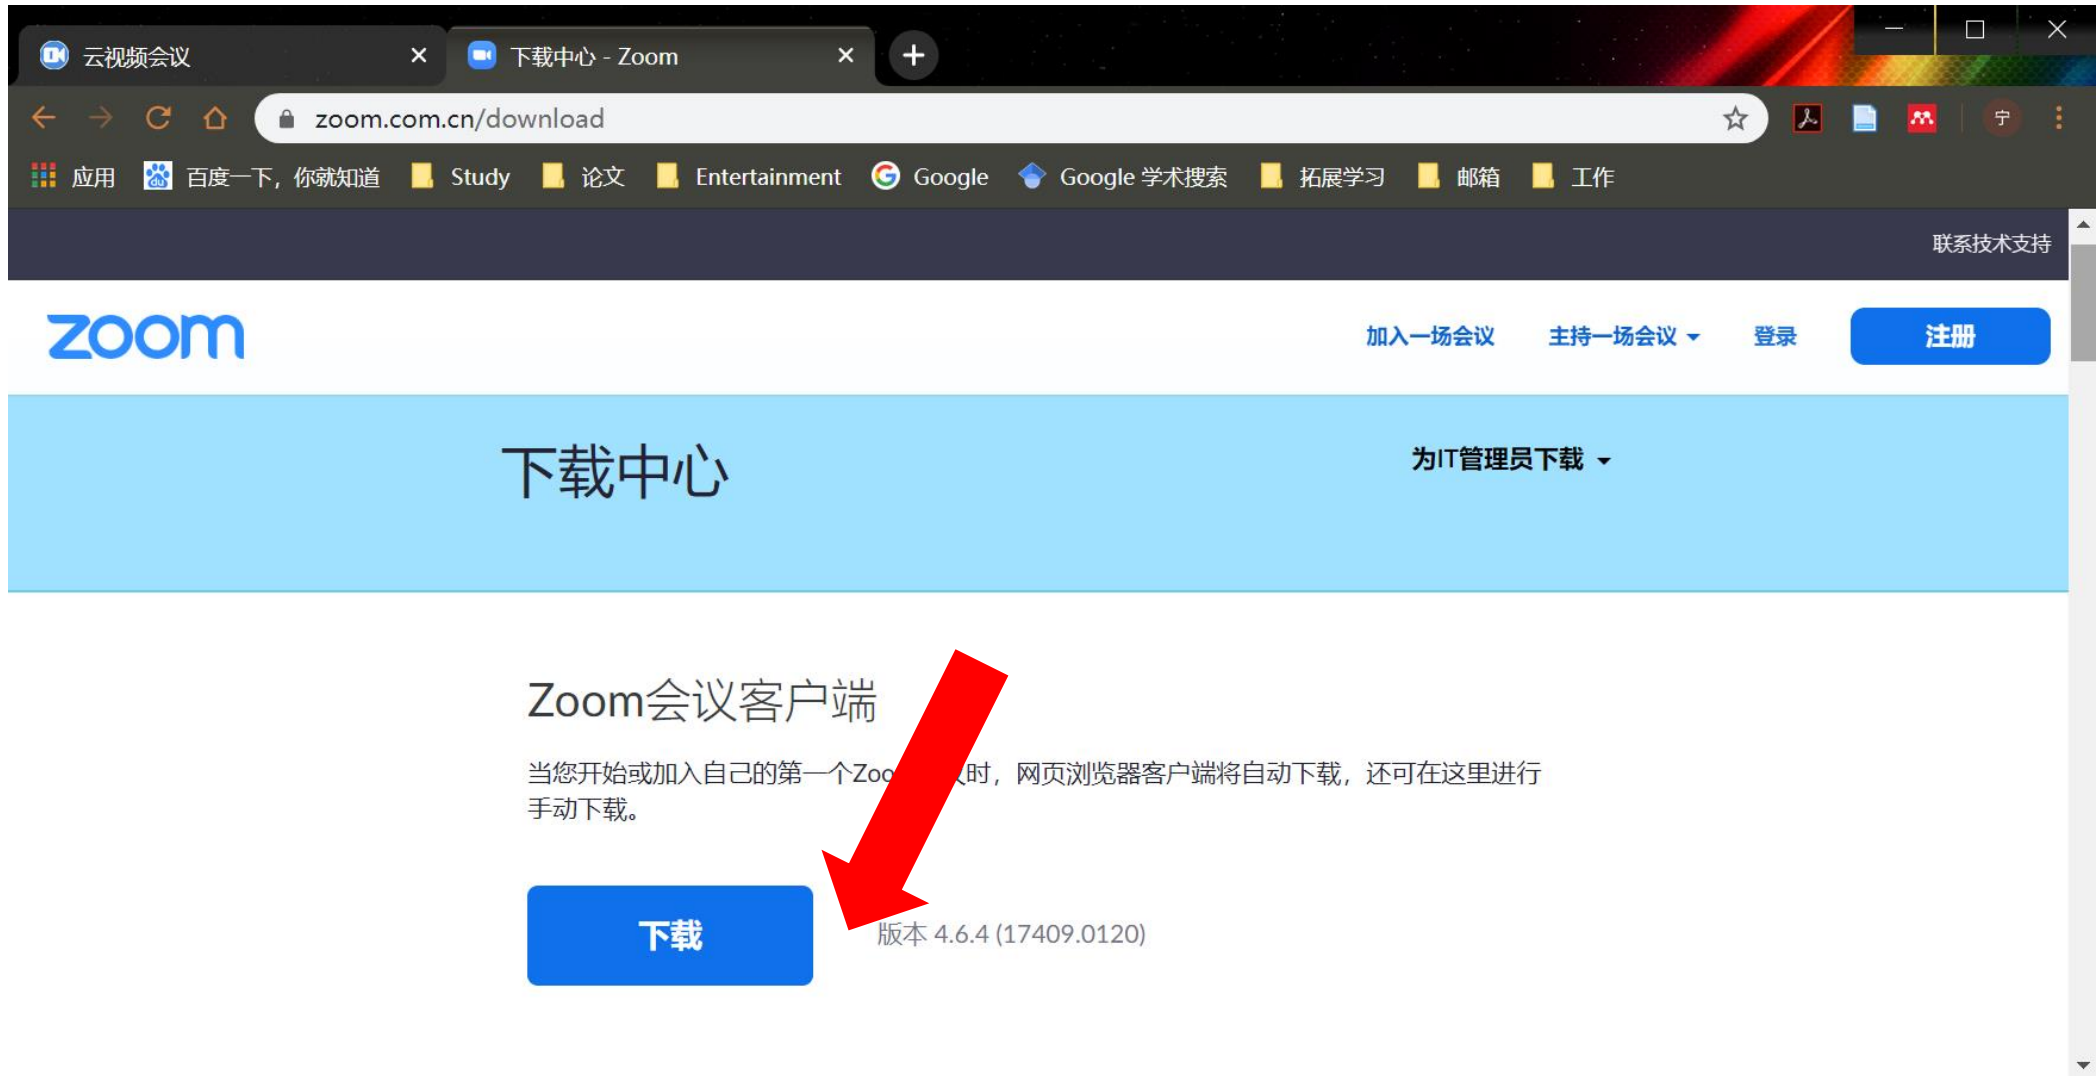 云视频会议
下载中心 - Zoom
zoom.com.cn/download
宁
应用 百度一下，你就知道 Study 论文 Entertainment Google Google 学术搜索 拓展学习 邮箱 工作
联系技术支持
zoom 加入一场会议 主持一场会议 登录 注册
下载中心 为IT管理员下载
Zoom会议客户端
当您开始或加入自己的第一个Zoo 时，网页浏览器客户端将自动下载，还可在这里进行
手动下载。
下载 版本 4.6.4 (17409.0120)